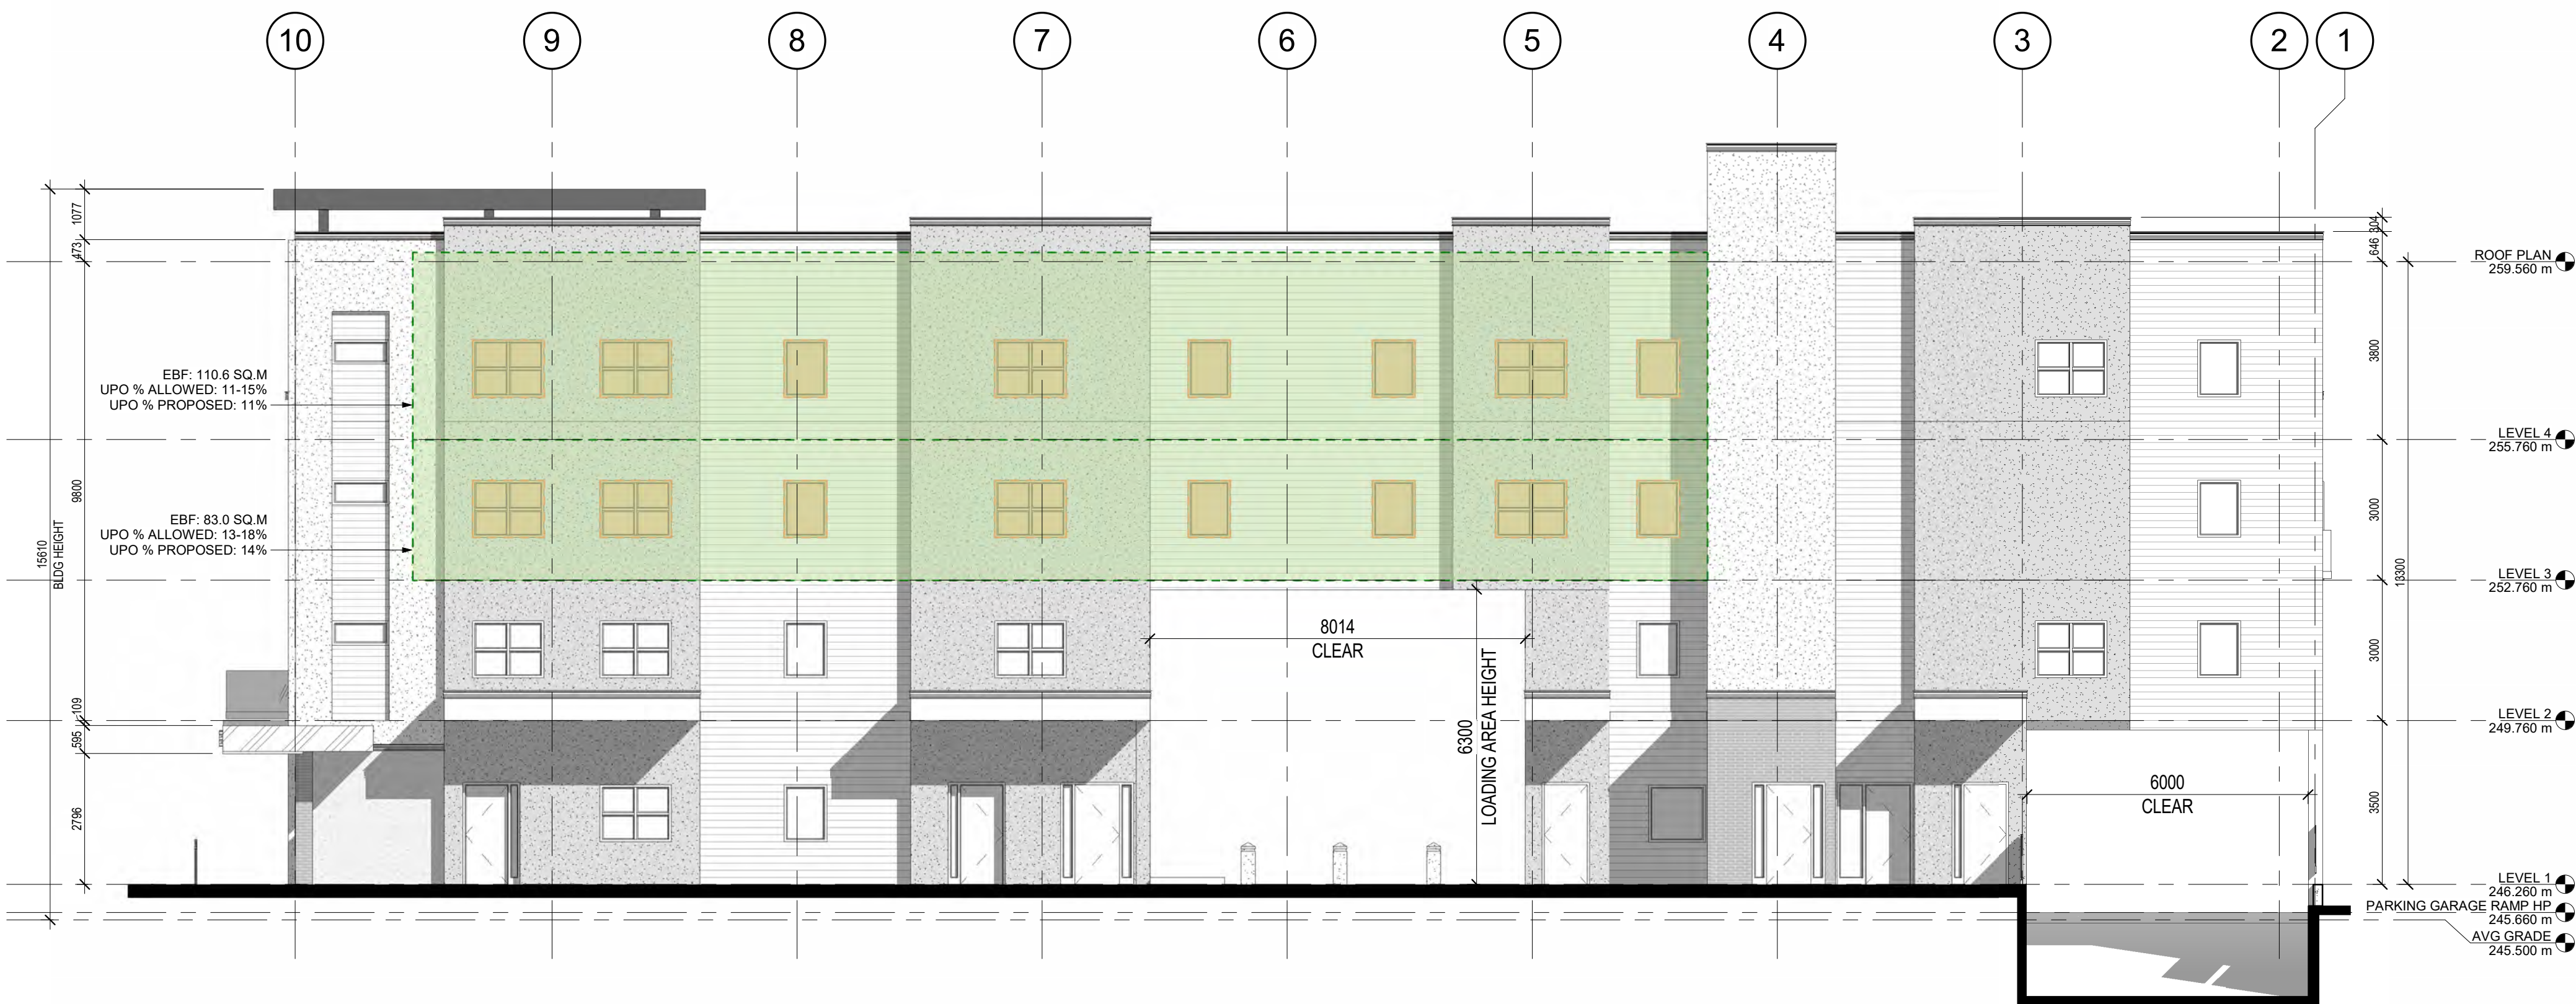 10
9
8
7
6
5
4
3
2
1
1077
473
9800
15610
BLDG HEIGHT
109
595
2796
EBF: 110.6 SQ.M
UPO % ALLOWED: 11-15%
UPO % PROPOSED: 11%
EBF: 83.0 SQ.M
UPO % ALLOWED: 13-18%
UPO % PROPOSED: 14%
8014
CLEAR
6300
LOADING AREA HEIGHT
6000
CLEAR
304
646
3800
3000
13300
3000
3500
ROOF PLAN
259.560 m
LEVEL 4
255.760 m
LEVEL 3
252.760 m
LEVEL 2
249.760 m
LEVEL 1
246.260 m
PARKING GARAGE RAMP HP
245.660 m
AVG GRADE
245.500 m